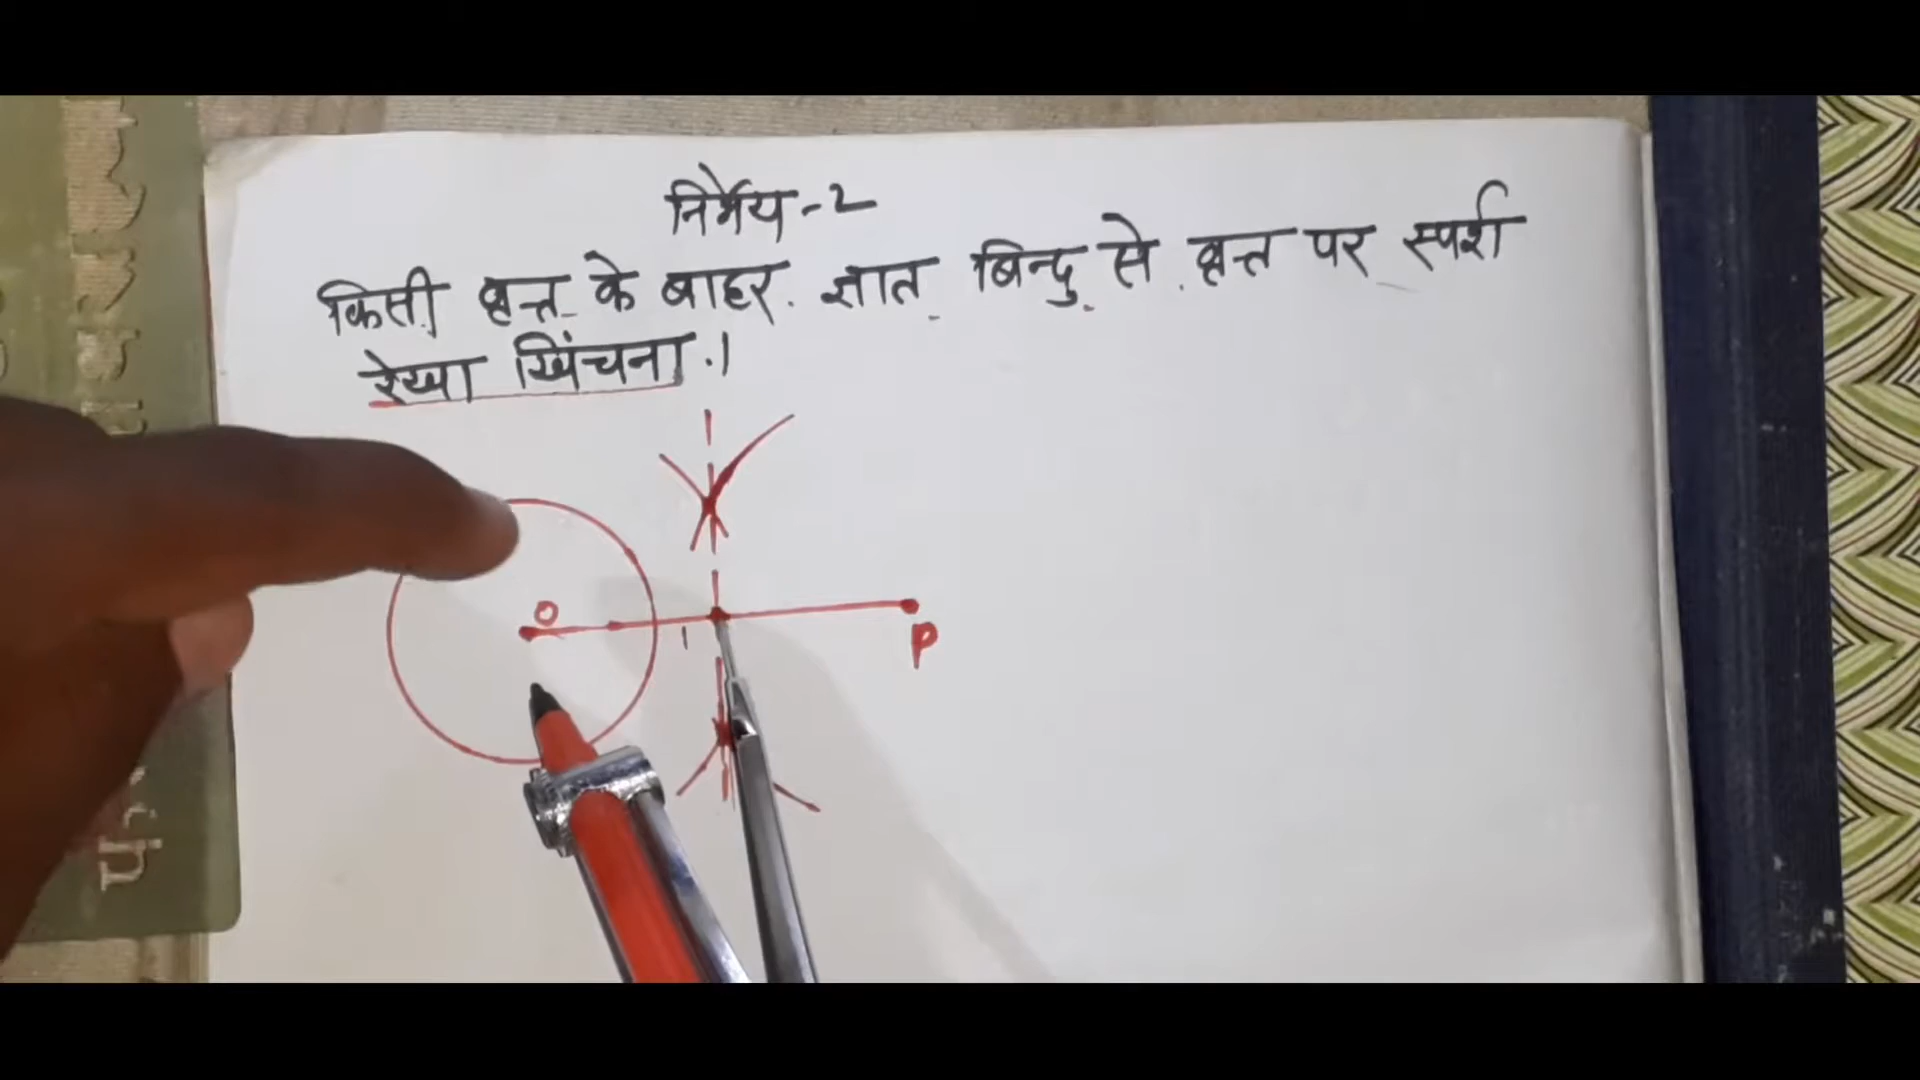 निर्मेय-2
किसी वृत्त के बाहर ज्ञात बिन्दु से वृत्त पर स्पर्श
रेखा खिंचना ।
O
P